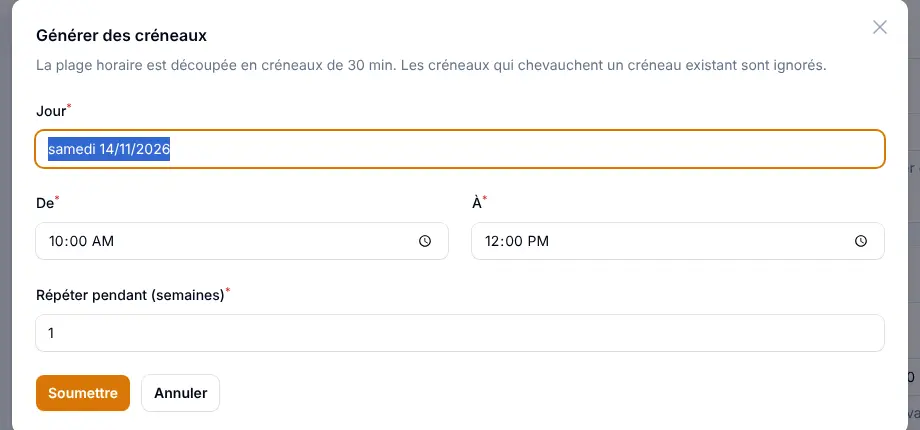 Générer des créneaux
La plage horaire est découpée en créneaux de 30 min. Les créneaux qui chevauchent un créneau existant sont ignorés.
Jour*
samedi 14/11/2026
De*
À*
10:00 AM
12:00 PM
Répéter pendant (semaines)*
1
Soumettre
Annuler